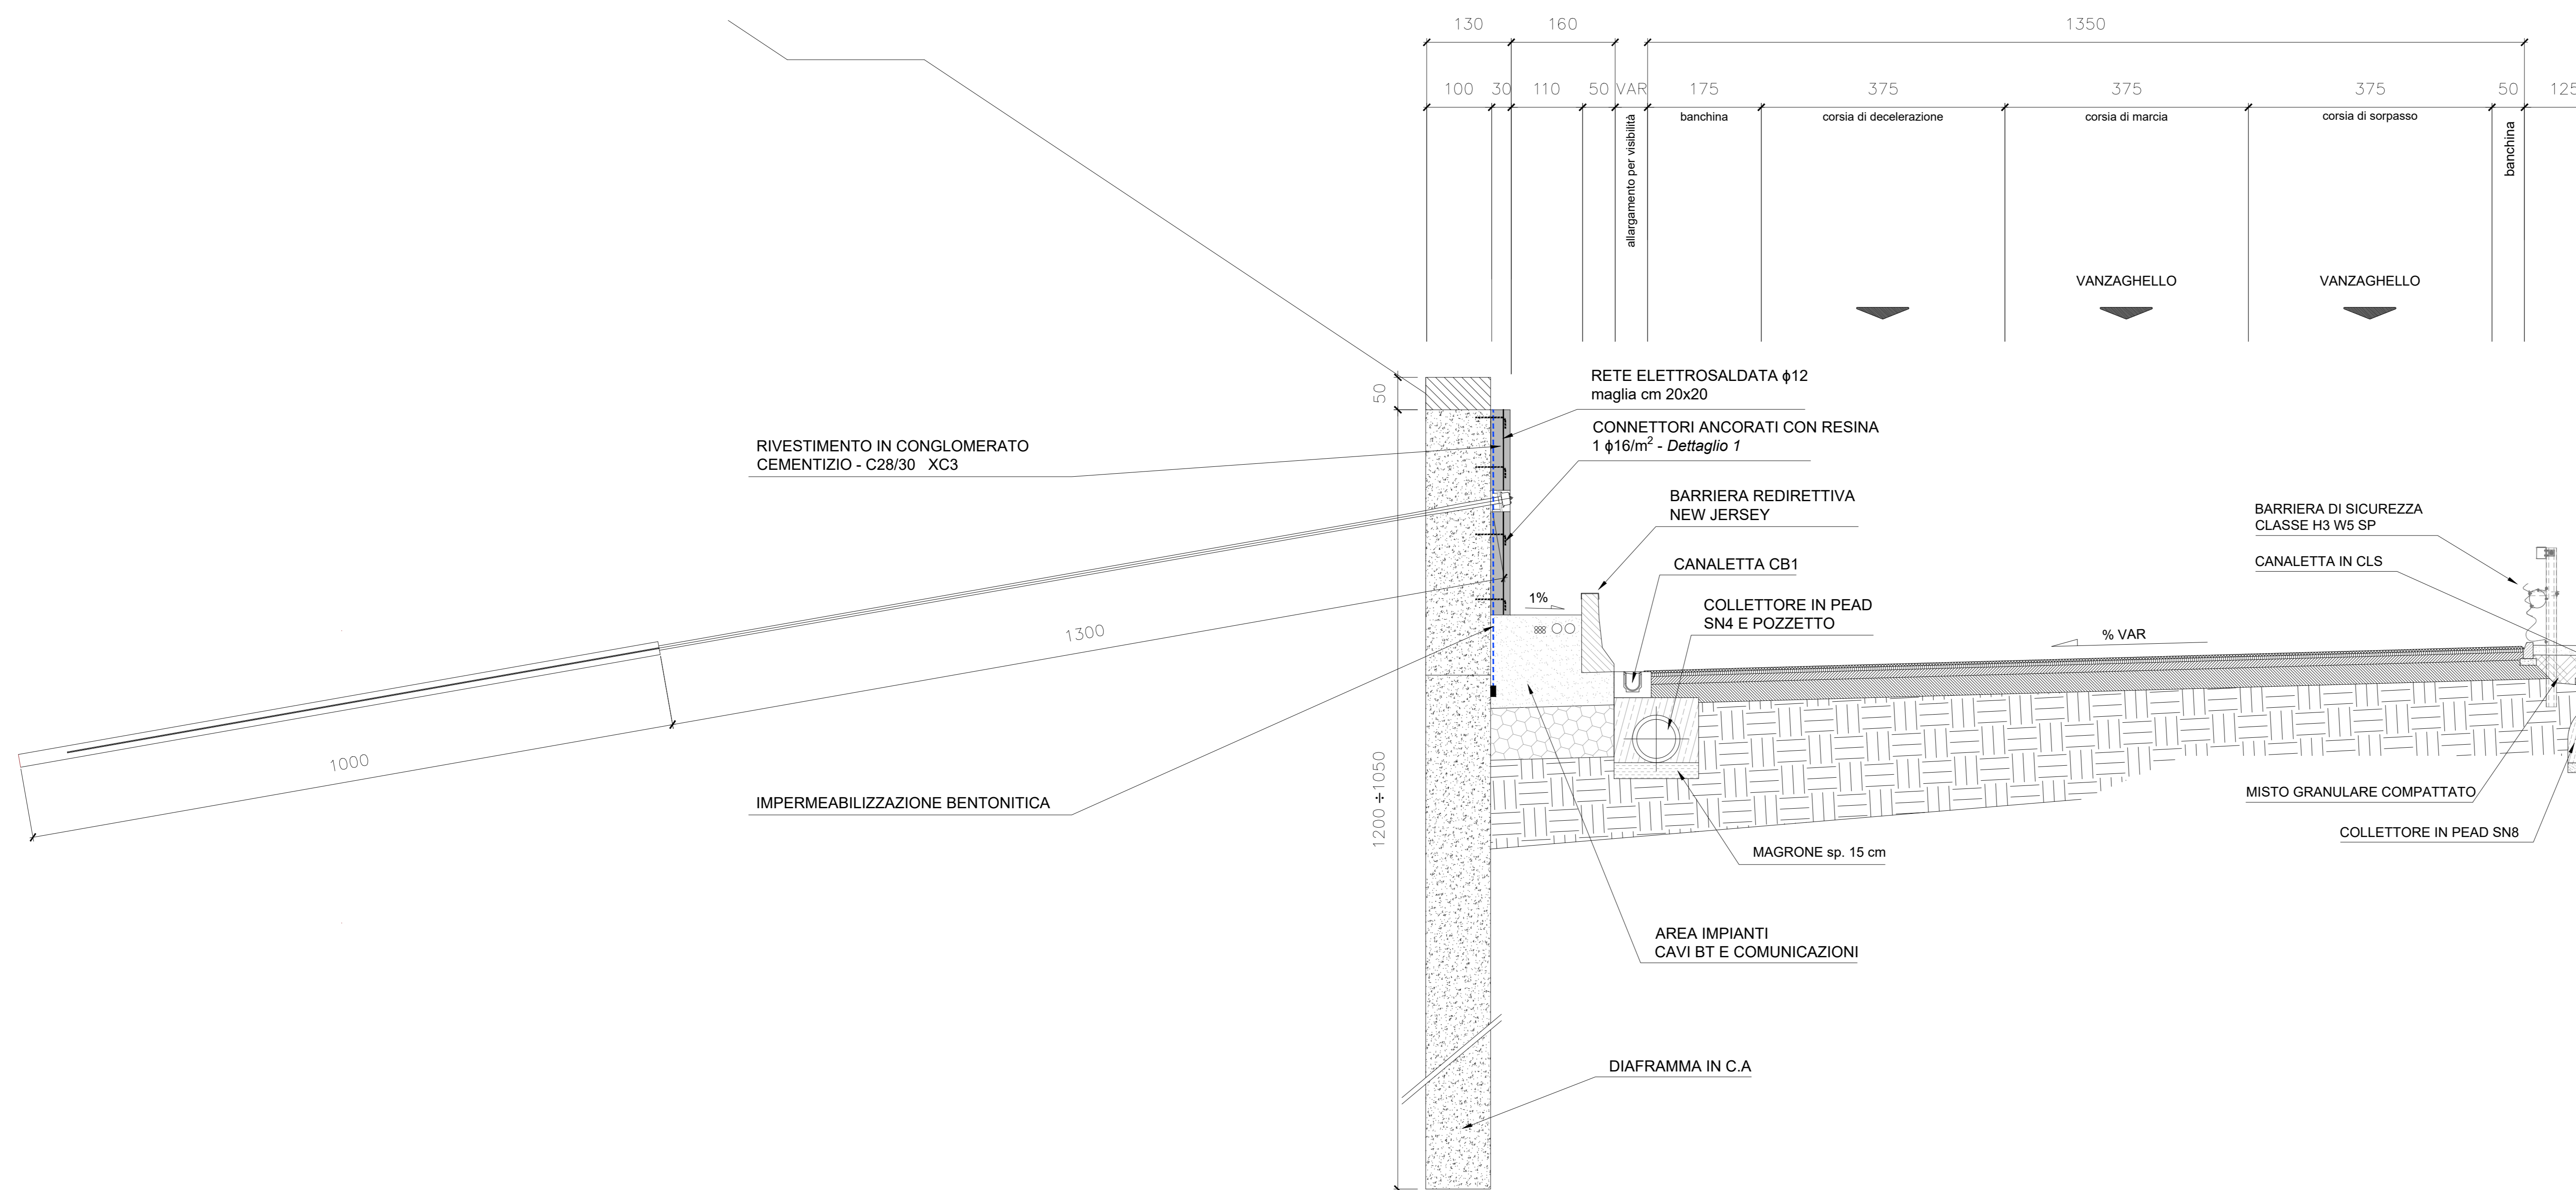 130 160 1350
100 30 110 50 VAR 175 375 375 375 50 125
allargamento per visibilità
banchina
corsia di decelerazione
corsia di marcia
corsia di sorpasso
banchina
VANZAGHELLO
VANZAGHELLO
50
RETE ELETTROSALDATA ϕ12
maglia cm 20x20
CONNETTORI ANCORATI CON RESINA
1 ϕ16/m² - Dettaglio 1
RIVESTIMENTO IN CONGLOMERATO
CEMENTIZIO - C28/30 XC3
BARRIERA REDIRETTIVA
NEW JERSEY
BARRIERA DI SICUREZZA
CLASSE H3 W5 SP
CANALETTA IN CLS
CANALETTA CB1
1%
COLLETTORE IN PEAD
SN4 E POZZETTO
% VAR
1300
1000
1200÷1050
IMPERMEABILIZZAZIONE BENTONITICA
MISTO GRANULARE COMPATTATO
COLLETTORE IN PEAD SN8
MAGRONE sp. 15 cm
AREA IMPIANTI
CAVI BT E COMUNICAZIONI
DIAFRAMMA IN C.A